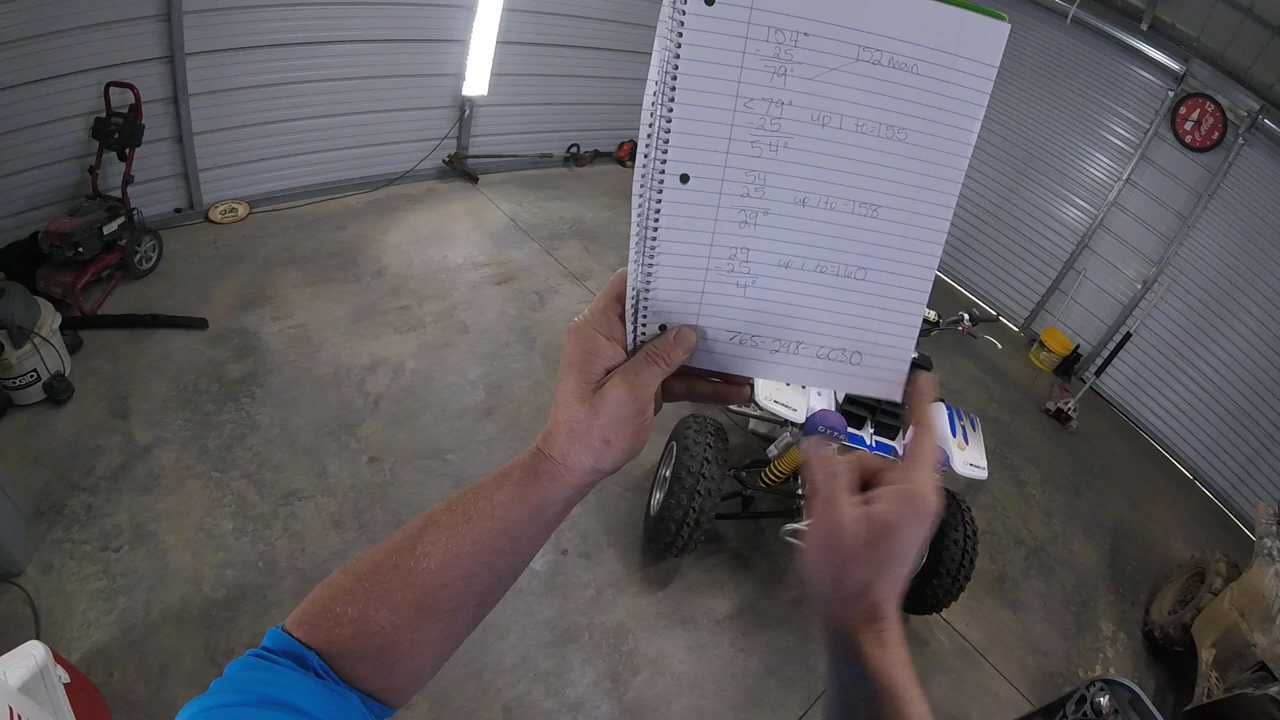 104°
152 main
- 25
79°
< 79°
up 1 to=155
25
54°
54
up 1 to=158
25
29°
29
up 1 to=160
- 25
4°
765-298-6030
RIDGID